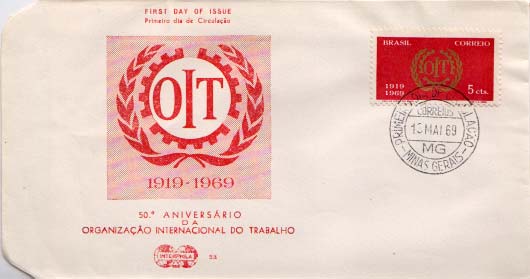 FIRST DAY OF ISSUE
Primeiro dia de Circulação
OIT
1919-1969
50.º ANIVERSÁRIO
DA
ORGANIZAÇÃO INTERNACIONAL DO TRABALHO
INTERPHILA
53
BRASIL CORREIO
OIT
1919
1969
5 cts.
CORREIOS
13 MAI 69
MG
MINAS GERAIS